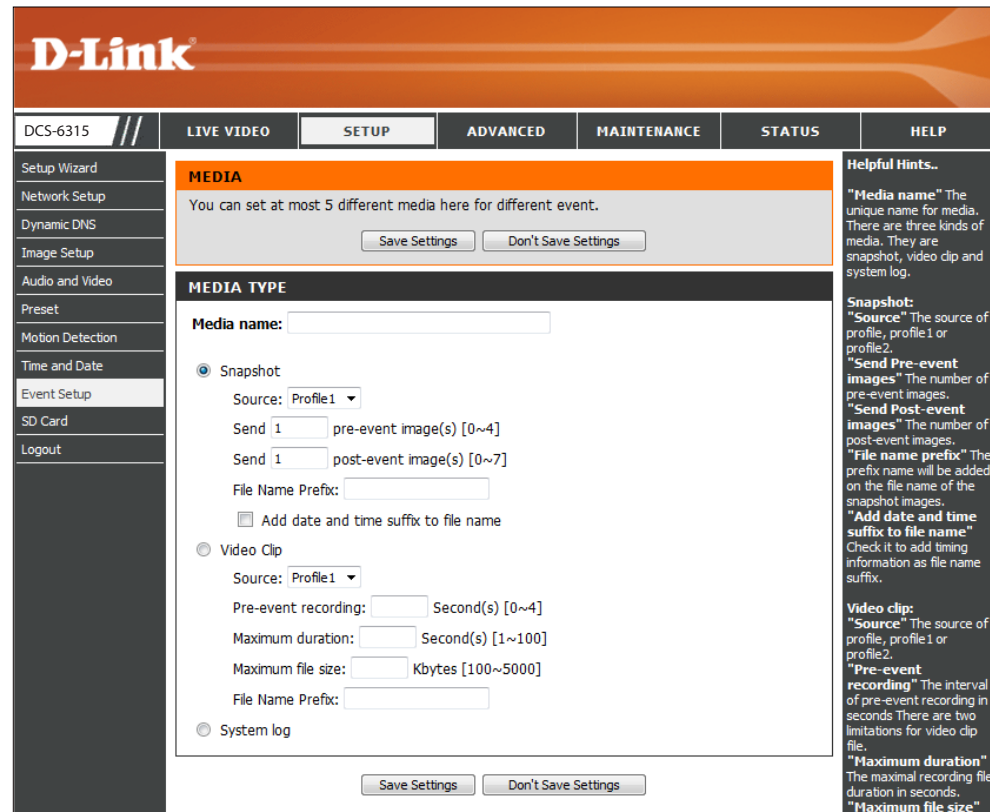 D-Link®
DCS-6315
LIVE VIDEO
SETUP
ADVANCED
MAINTENANCE
STATUS
HELP
Setup Wizard
Network Setup
Dynamic DNS
Image Setup
Audio and Video
Preset
Motion Detection
Time and Date
Event Setup
SD Card
Logout
MEDIA
You can set at most 5 different media here for different event.
Save Settings
Don't Save Settings
MEDIA TYPE
Media name:
Snapshot
Source: Profile1
Send 1 pre-event image(s) [0~4]
Send 1 post-event image(s) [0~7]
File Name Prefix:
Add date and time suffix to file name
Video Clip
Source: Profile1
Pre-event recording: Second(s) [0~4]
Maximum duration: Second(s) [1~100]
Maximum file size: Kbytes [100~5000]
File Name Prefix:
System log
Save Settings
Don't Save Settings
Helpful Hints..
"Media name" The
unique name for media.
There are three kinds of
media. They are
snapshot, video clip and
system log.
Snapshot:
"Source" The source of
profile, profile1 or
profile2.
"Send Pre-event
images" The number of
pre-event images.
"Send Post-event
images" The number of
post-event images.
"File name prefix" The
prefix name will be added
on the file name of the
snapshot images.
"Add date and time
suffix to file name"
Check it to add timing
information as file name
suffix.
Video clip:
"Source" The source of
profile, profile1 or
profile2.
"Pre-event
recording" The interval
of pre-event recording in
seconds There are two
limitations for video clip
file.
"Maximum duration"
The maximal recording file
duration in seconds.
"Maximum file size"